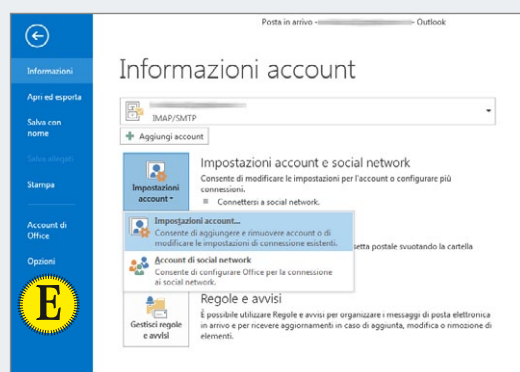 Posta in arrivo - - Outlook
Informazioni
Apri ed esporta
Salva con
nome
Salva allegati
Stampa
Account di
Office
Opzioni
E
Informazioni account
IMAP/SMTP
Aggiungi account
Impostazioni
account
Impostazioni account e social network
Consente di modificare le impostazioni per l'account o configurare più
connessioni.
Connettersi a social network.
Impostazioni account...
Consente di aggiungere e rimuovere account o di
modificare le impostazioni di connessione esistenti.
Account di social network
Consente di configurare Office per la connessione
ai social network.
setta postale svuotando la cartella
Gestisci regole
e avvisi
Regole e avvisi
È possibile utilizzare Regole e avvisi per organizzare i messaggi di posta elettronica
in arrivo e per ricevere aggiornamenti in caso di aggiunta, modifica o rimozione di
elementi.